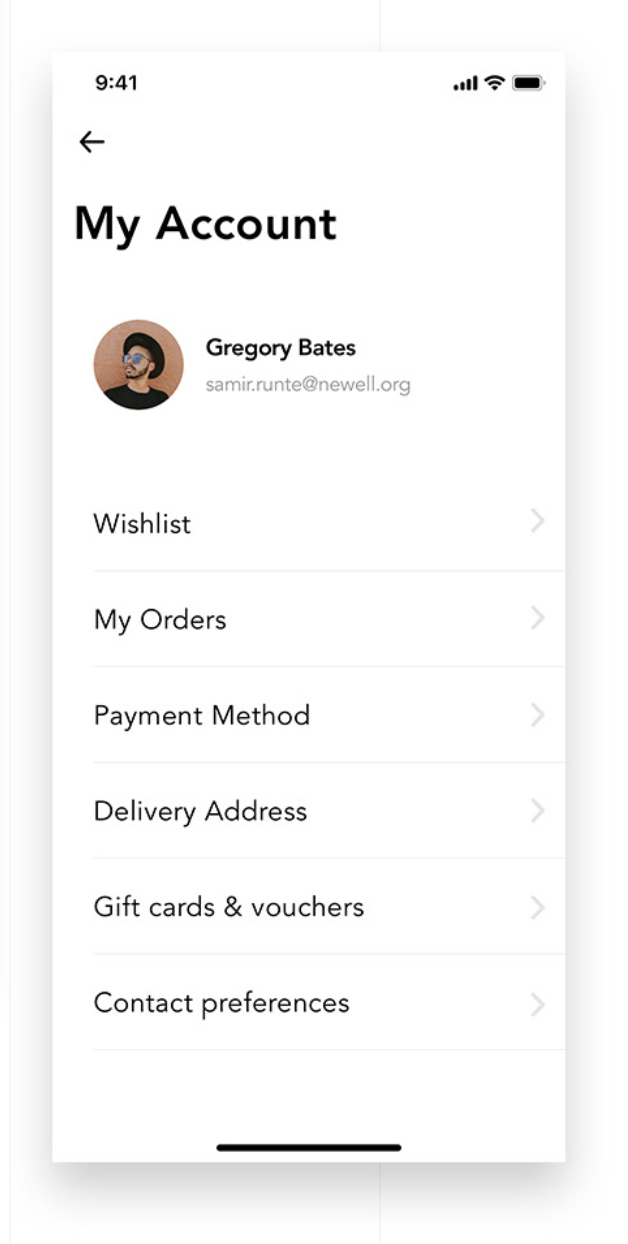 9:41
My Account
Gregory Bates
samir.runte@newell.org
Wishlist
My Orders
Payment Method
Delivery Address
Gift cards & vouchers
Contact preferences